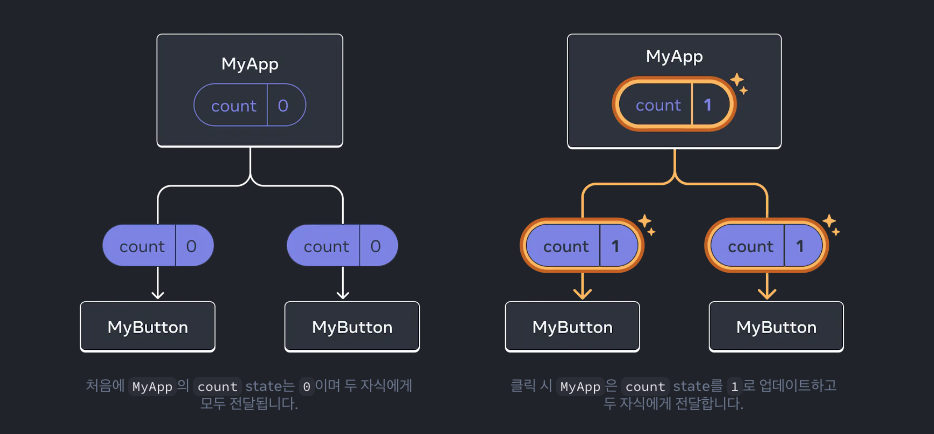 MyApp
count 0
count 0
count 0
MyButton
MyButton
처음에 MyApp 의 count state는 0 이며 두 자식에게
모두 전달됩니다.
MyApp
count 1
count 1
count 1
MyButton
MyButton
클릭 시 MyApp 은 count state를 1 로 업데이트하고
두 자식에게 전달합니다.